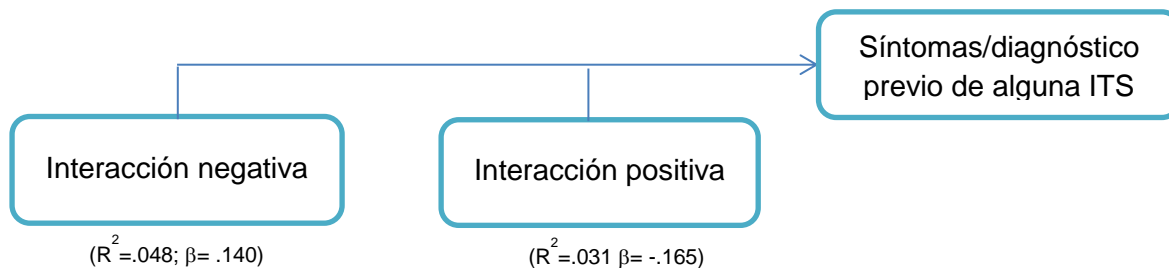 Síntomas/diagnóstico
previo de alguna ITS
Interacción negativa
Interacción positiva
(R²=.048; β= .140)
(R²=.031 β= -.165)